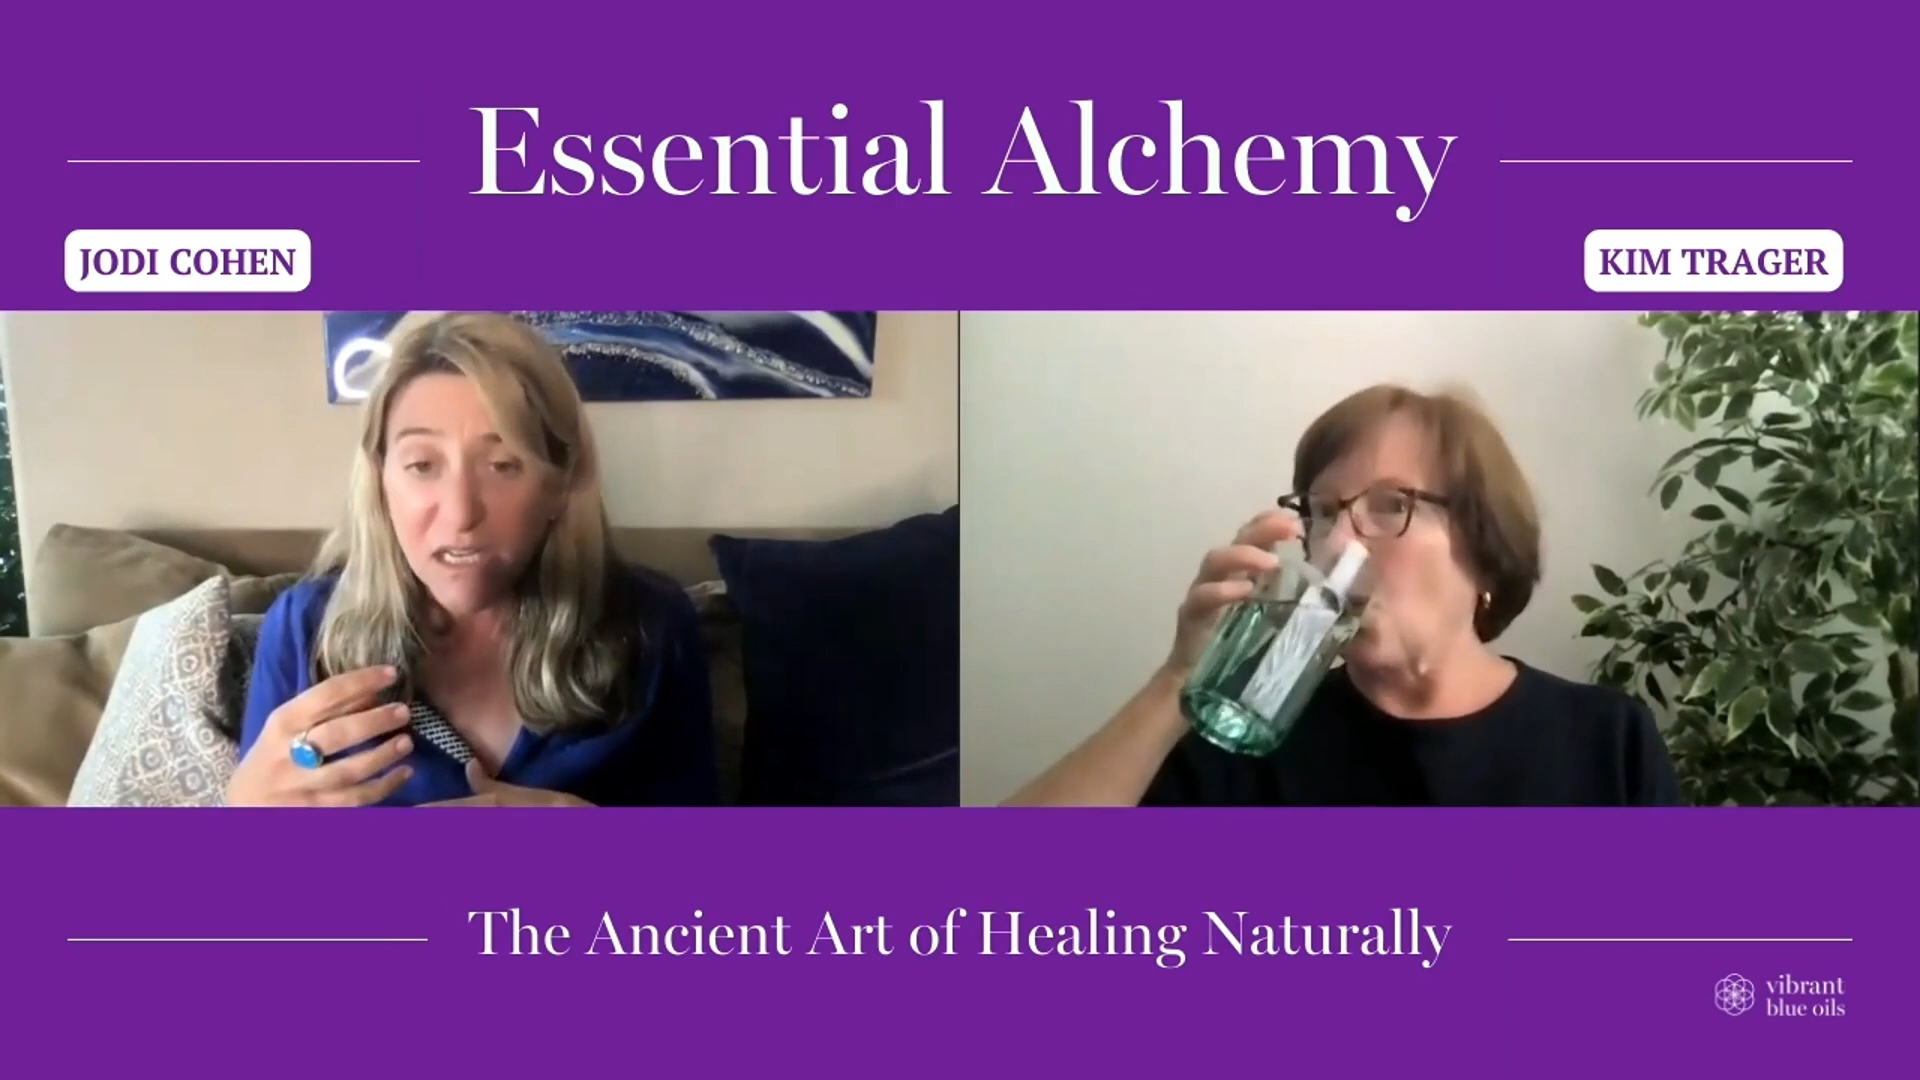 Essential Alchemy
JODI COHEN
KIM TRAGER
The Ancient Art of Healing Naturally
vibrant
blue oils